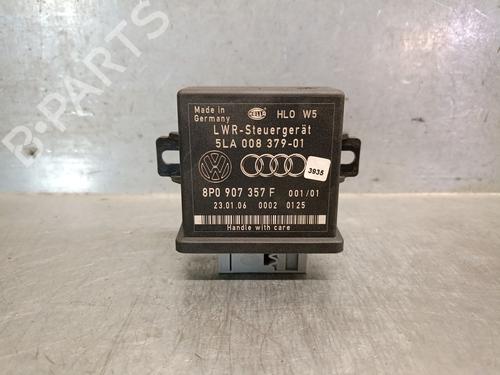 B-PARTS
Made in
Germany
HELLA
HLO W5
LWR-Steuergerät
5LA 008 379-01
3935
8P0 907 357 F 001/01
23.01.06 0002 0125
Handle with care